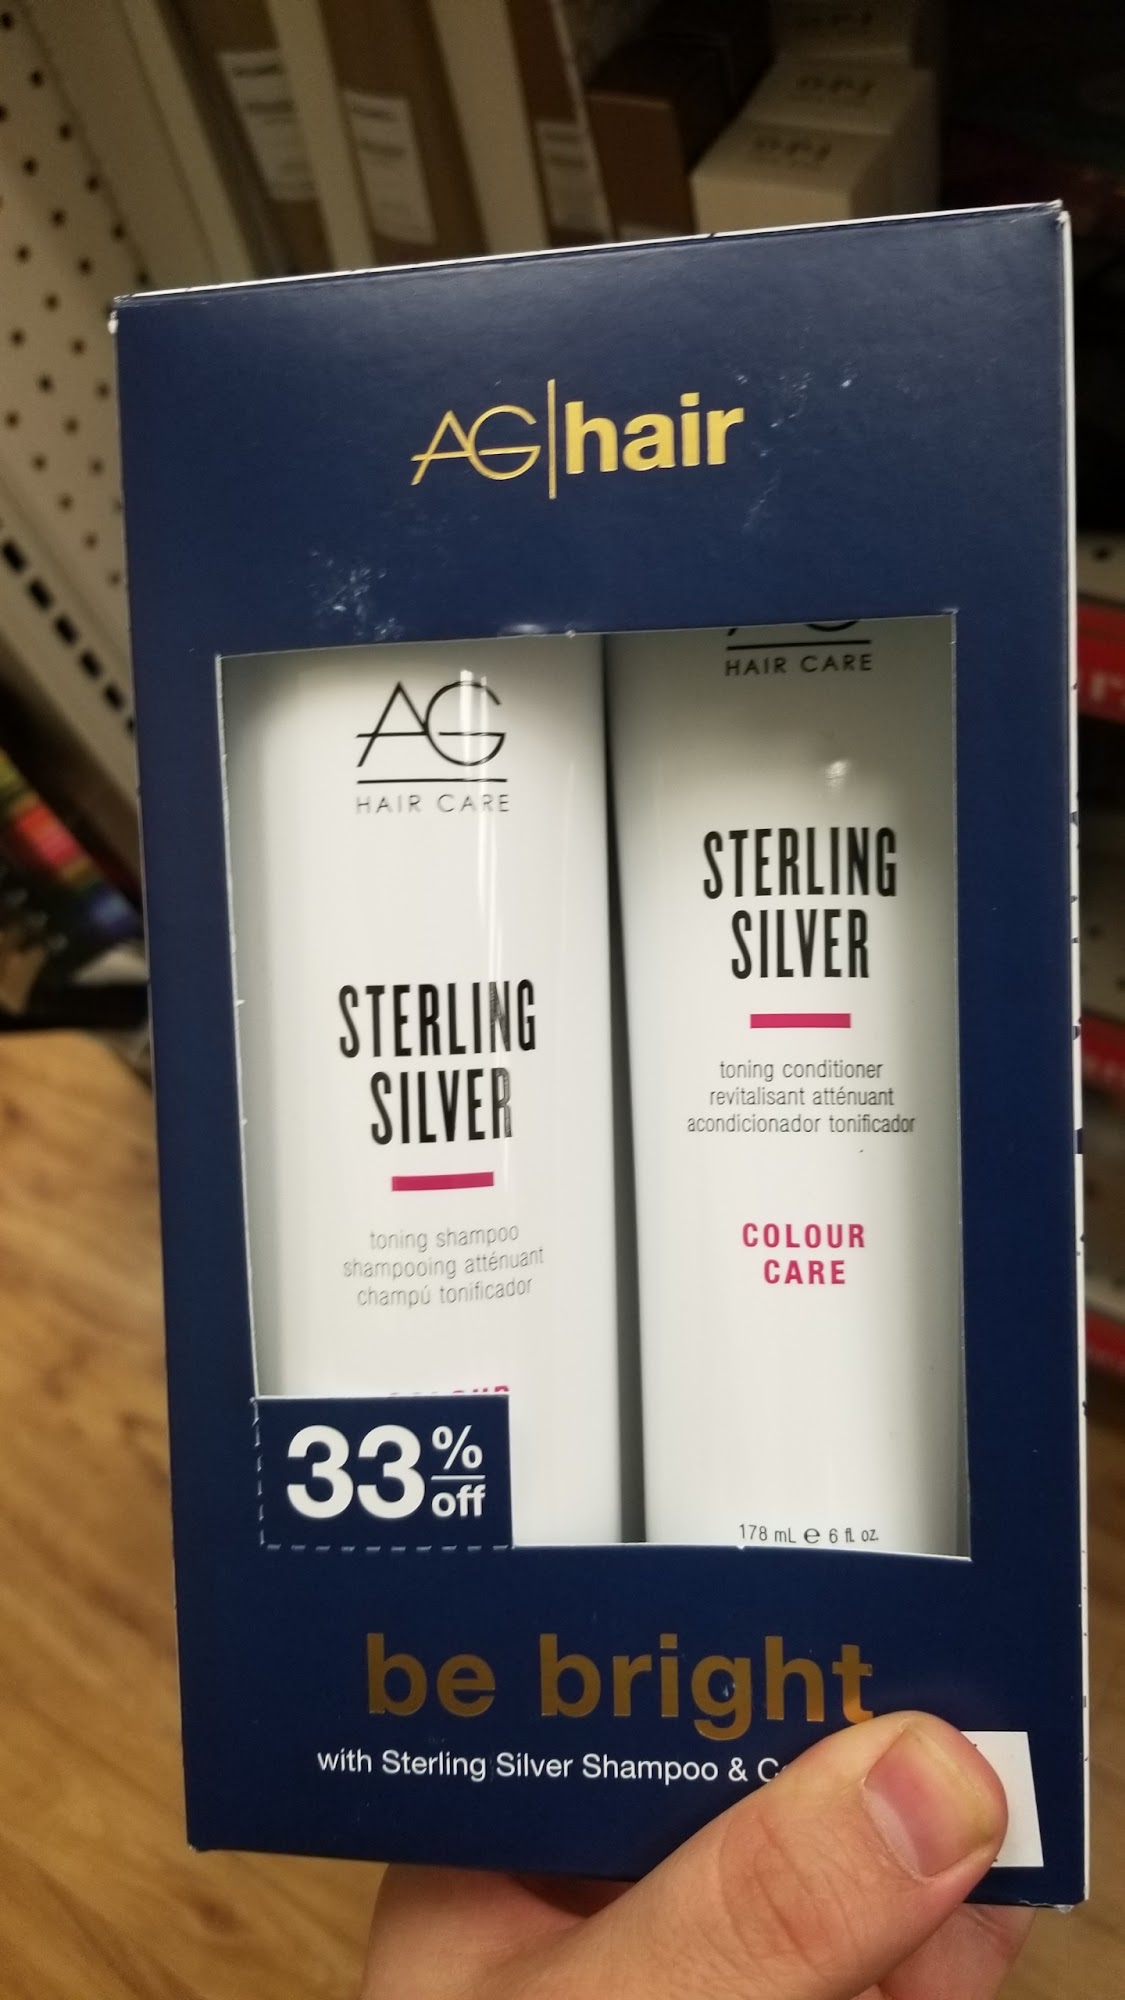 OPI
OPI
AG|hair
AG
HAIR CARE
STERLING
SILVER
toning shampoo
shampooing atténuant
champú tonificador
HAIR CARE
STERLING
SILVER
toning conditioner
revitalisant atténuant
acondicionador tonificador
COLOUR
CARE
178 mL e 6 fl. oz.
33% off
be bright
with Sterling Silver Shampoo &